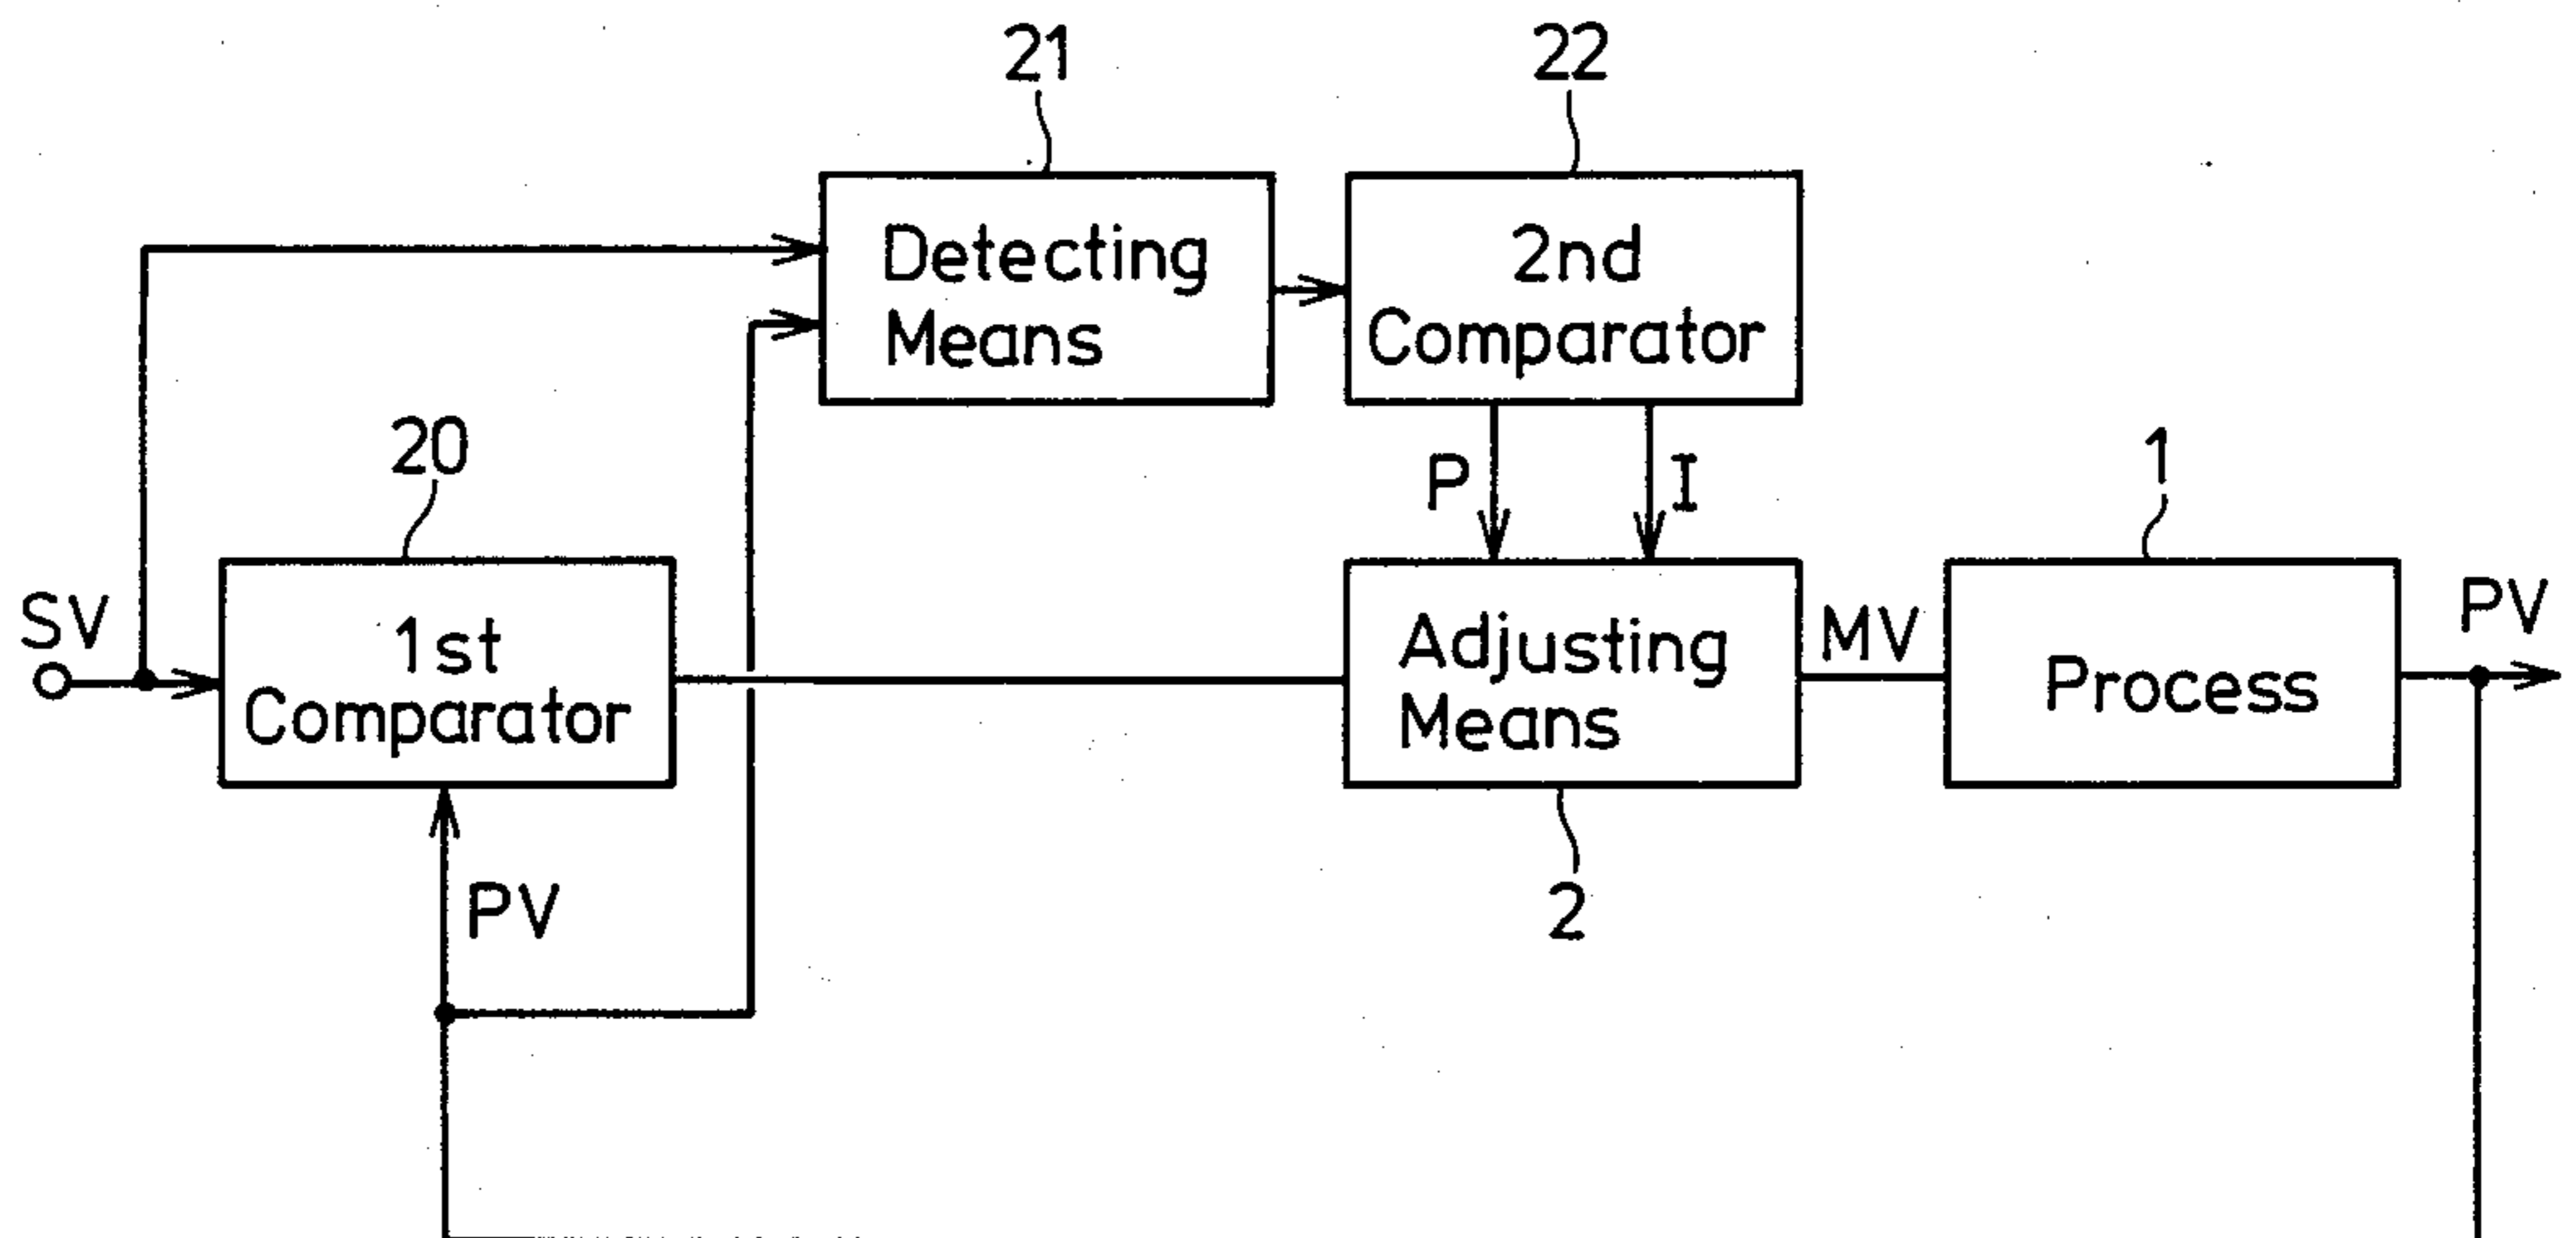 21
22
Detecting
Means
2nd
Comparator
20
P
I
1
SV
1st
Comparator
Adjusting
Means
MV
Process
PV
PV
2